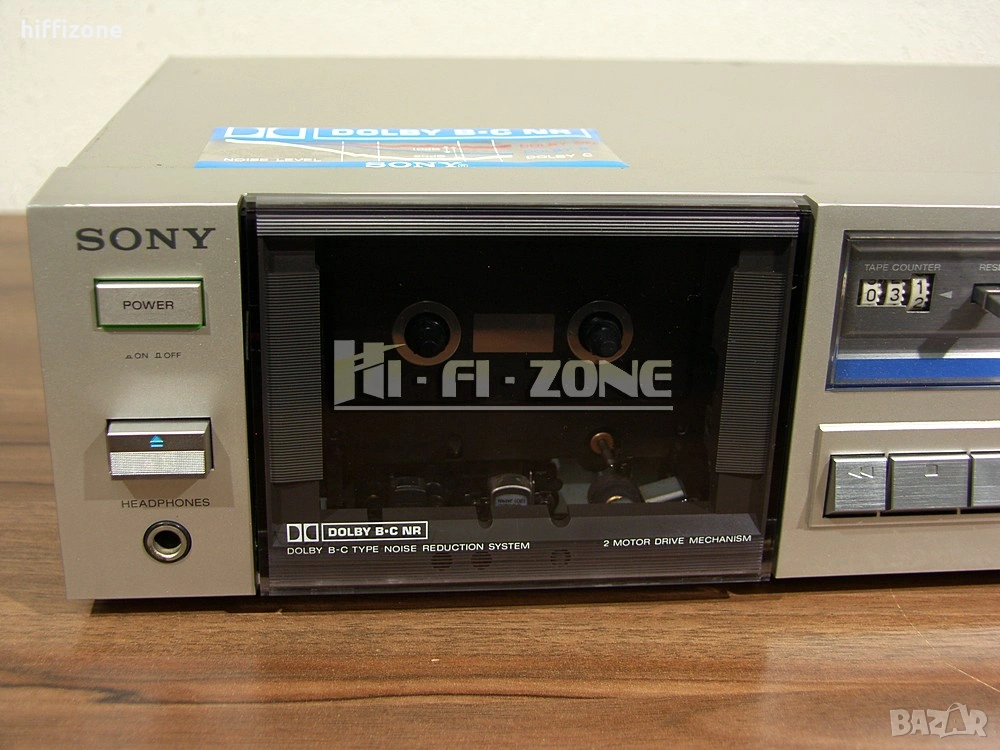 hiffizone
DOLBY B·C NR
NOISE LEVEL
DOLBY C
SONY
SONY
POWER
ON OFF
HEADPHONES
TAPE COUNTER
0 3
HI-FI-ZONE
DOLBY B·C NR
DOLBY B-C TYPE NOISE REDUCTION SYSTEM
2 MOTOR DRIVE MECHANISM
BAZAR